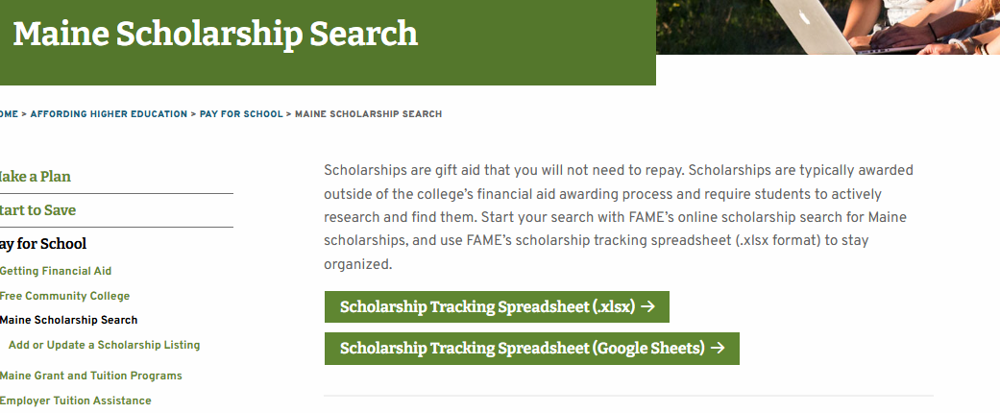 Maine Scholarship Search
OME > AFFORDING HIGHER EDUCATION > PAY FOR SCHOOL > MAINE SCHOLARSHIP SEARCH
ake a Plan
tart to Save
ay for School
Getting Financial Aid
Free Community College
Maine Scholarship Search
Add or Update a Scholarship Listing
Maine Grant and Tuition Programs
Employer Tuition Assistance
Scholarships are gift aid that you will not need to repay. Scholarships are typically awarded
outside of the college’s financial aid awarding process and require students to actively
research and find them. Start your search with FAME’s online scholarship search for Maine
scholarships, and use FAME’s scholarship tracking spreadsheet (.xlsx format) to stay
organized.
Scholarship Tracking Spreadsheet (.xlsx) →
Scholarship Tracking Spreadsheet (Google Sheets) →